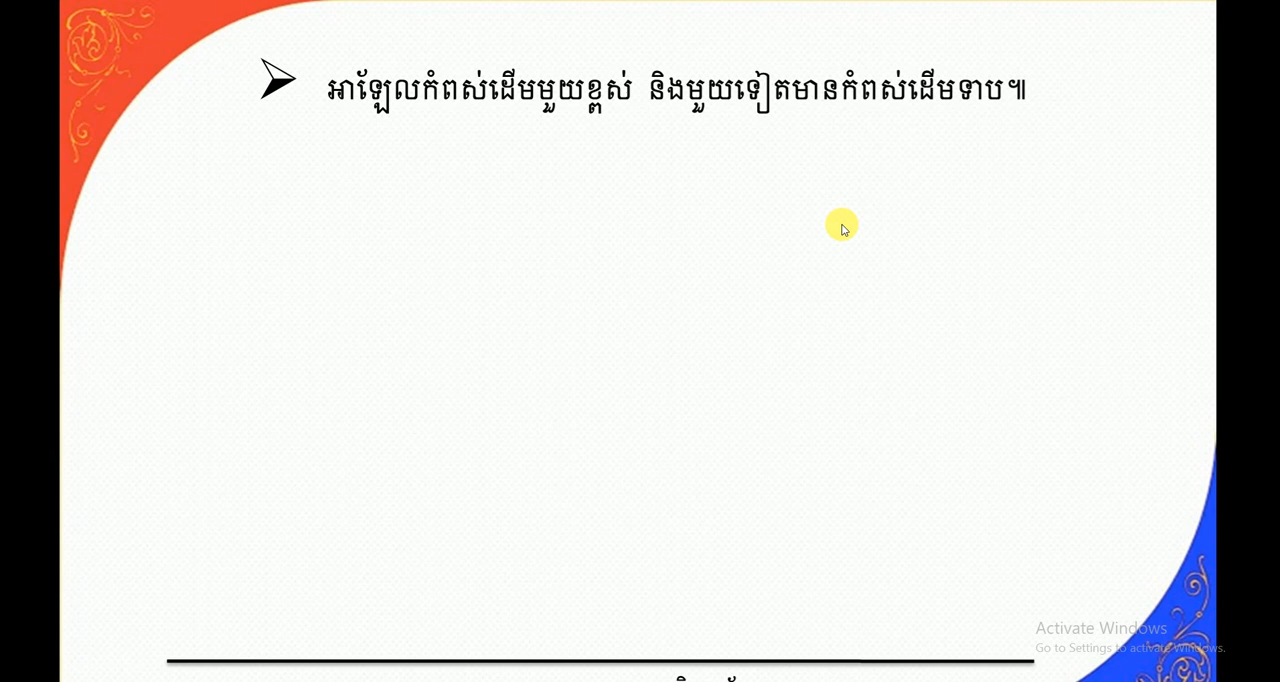 អាឡែលកំពស់ដើមមួយខ្ពស់ និងមួយទៀតមានកំពស់ដើមទាប៕
Activate Windows
Go to Settings to activate Windows.